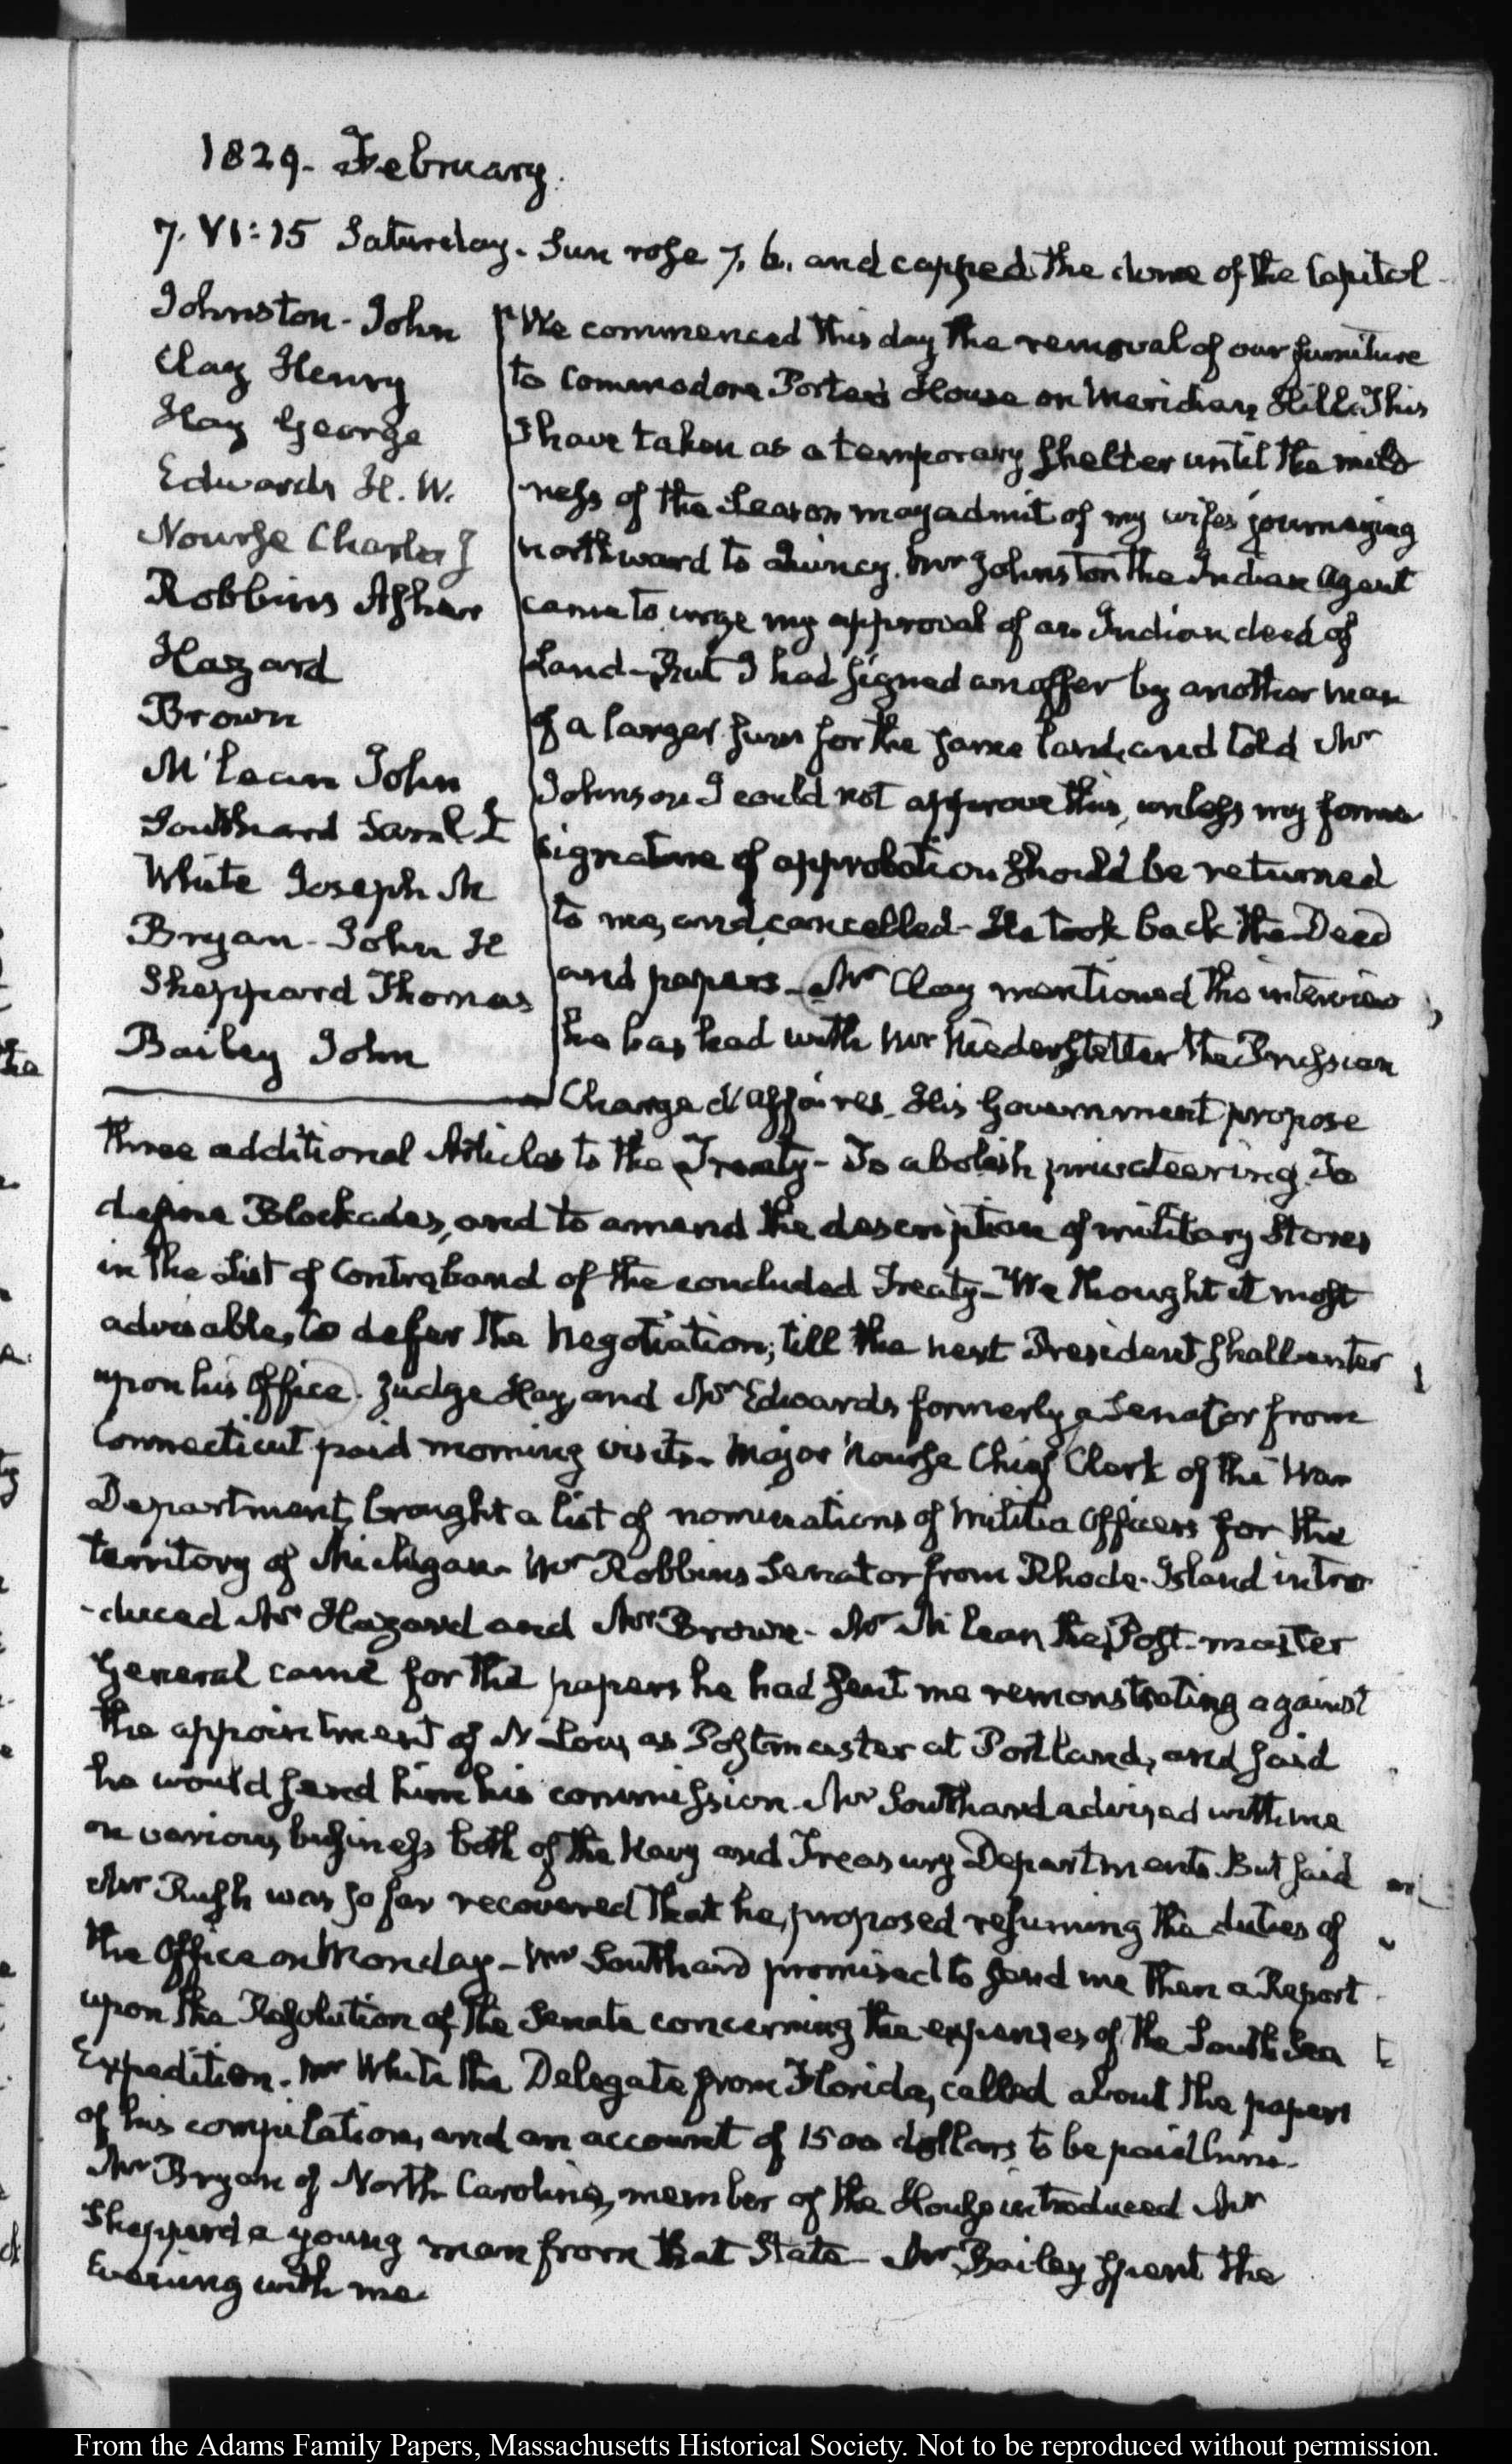 1829. February.
7. VI:15 Saturday. Sun rose 7. 6. and capped the dome of the Capitol
Johnston - John
Clay Henry
Hay George
Edwards H. W.
Nourse Charles J
Robbins Asher
Hazard
Brown
M'Lean John
Southard Saml L
White Joseph M
Bryan - John H
Sheppard Thomas
Bailey John
We commenced this day the removal of our furniture
to Commodore Porter's House on Meridian Hill. This
I have taken as a temporary shelter until the mild
ness of the Season may admit of my wife's journeying
northward to Quincy. Mr Johnston the Indian Agent
came to urge my approval of an Indian deed of
Land - But I had signed an offer by another man
of a larger sum for the same land, and told Mr
Johnson I could not approve this, unless my former
signature of approbation should be returned
to me, and cancelled - He took back the Deed
and papers - Mr Clay mentioned the interview
he has had with Mr Niederstetter the Prussian
Chargé d'Affaires. His Government propose
three additional Articles to the Treaty - To abolish privateering. To
define Blockades, and to amend the description of military Stores
in the List of Contraband of the concluded Treaty - We thought it most
advisable, to defer the Negotiation, till the next President shall enter
upon his Office. Judge Hay, and Mr Edwards formerly a Senator from
Connecticut paid morning visits. Major Nourse Chief Clerk of the War
Department, brought a list of nominations of Militia Officers for the
territory of Michigan. Mr Robbins Senator from Rhode-Island intro
-duced Mr Hazard and Mr Brown - Mr McLean the Post-master
General came for the papers he had sent me remonstrating against
the appointment of N Low, as Postmaster at Portland, and said
he would send him his commission. Mr Southard advised with me
on various business both of the Navy and Treasury Departments. But said
Mr Rush was so far recovered that he, proposed resuming the duties of
the Office on Monday - Mr Southard promised to send me then a Report
upon the Resolution of the Senate concerning the expenses of the South Sea
Expedition. Mr White the Delegate from Florida, called about the papers
of his compilation, and an account of 1500 dollars to be paid him.
Mr Bryan of North-Carolina, member of the House introduced Mr
Sheppard a young man from that State - Mr Bailey spent the
Evening with me.
From the Adams Family Papers, Massachusetts Historical Society. Not to be reproduced without permission.